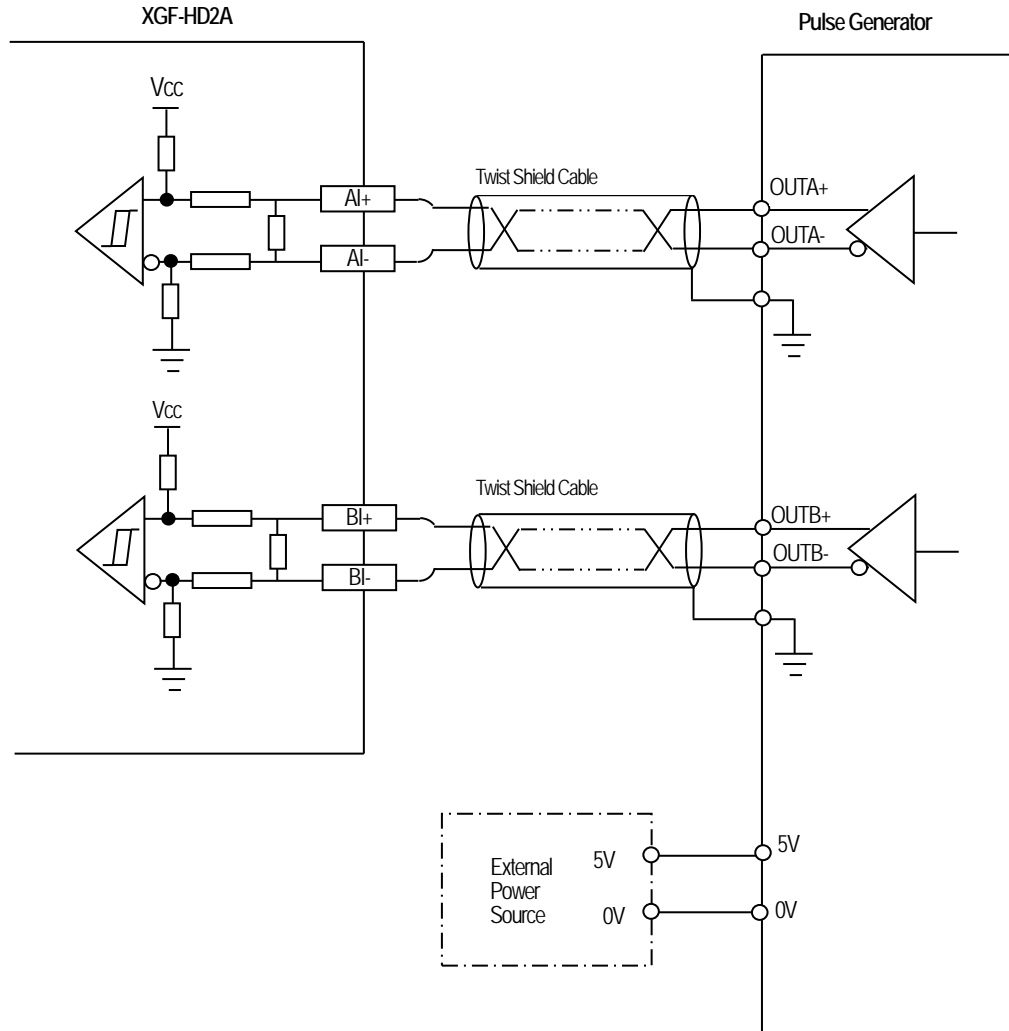 XGF-HD2A
Pulse Generator
Vcc
Twist Shield Cable
AI+
OUTA+
AI-
OUTA-
Vcc
Twist Shield Cable
BI+
OUTB+
BI-
OUTB-
External
Power
Source
5V
0V
5V
0V